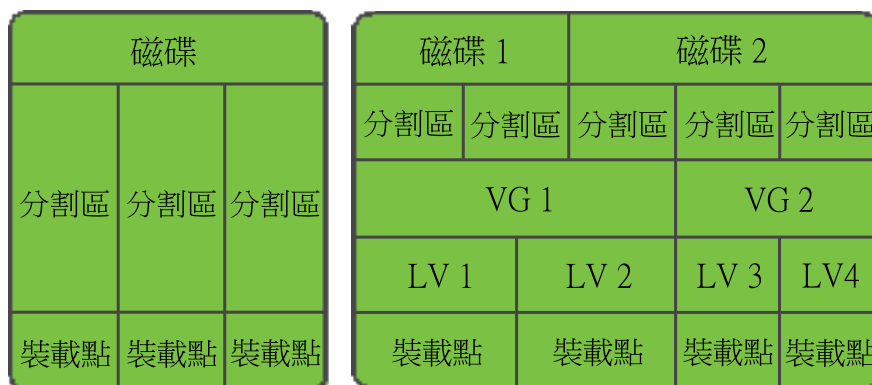 磁碟
分割區 分割區 分割區
裝載點 裝載點 裝載點
磁碟 1 磁碟 2
分割區 分割區 分割區 分割區 分割區
VG 1 VG 2
LV 1 LV 2 LV 3 LV4
裝載點 裝載點 裝載點 裝載點